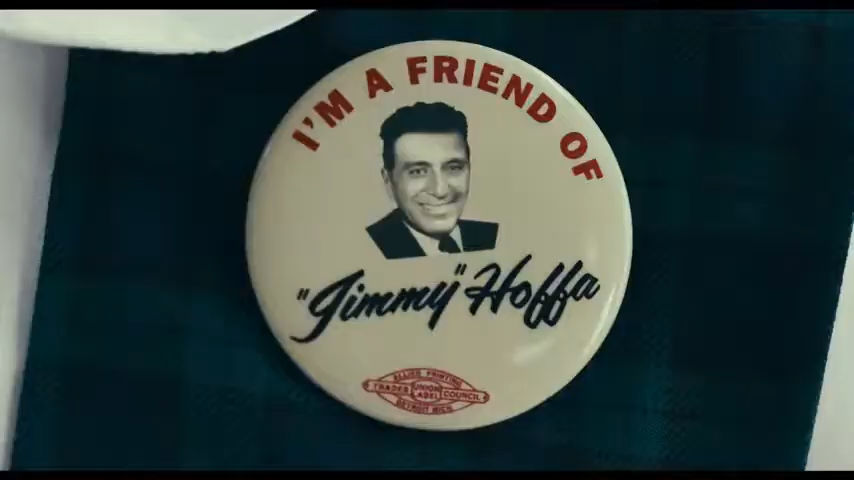 I'M A FRIEND OF
"Jimmy" Hoffa
ALLIED PRINTING
TRADES UNION LABEL COUNCIL
DETROIT MICH.